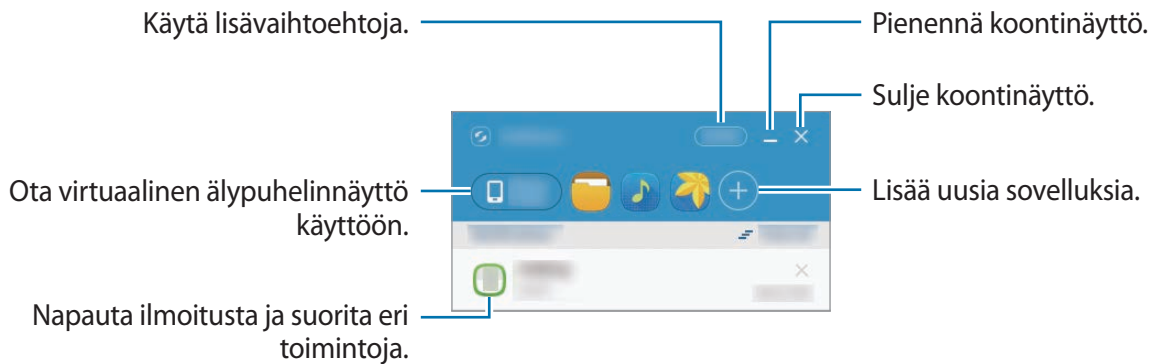 Käytä lisävaihtoehtoja.
Pienennä koontinäyttö.
Sulje koontinäyttö.
Ota virtuaalinen älypuhelinnäyttö
käyttöön.
Lisää uusia sovelluksia.
Napauta ilmoitusta ja suorita eri
toimintoja.